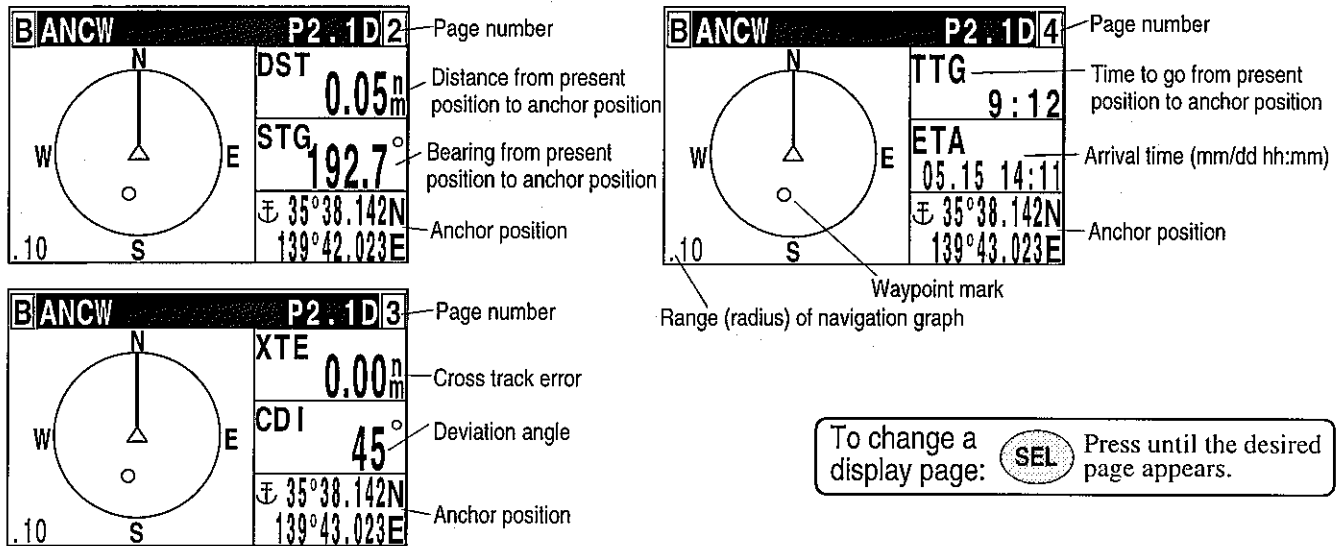 B ANCW P2.1D 2
Page number
N
W
E
S
.10
DST
0.05nm
Distance from present
position to anchor position
STG
192.7°
Bearing from present
position to anchor position
35°38.142N
139°42.023E
Anchor position
B ANCW P2.1D 4
Page number
N
W
E
S
.10
TTG
9:12
Time to go from present
position to anchor position
ETA
05.15 14:11
Arrival time (mm/dd hh:mm)
35°38.142N
139°43.023E
Anchor position
Waypoint mark
Range (radius) of navigation graph
B ANCW P2.1D 3
Page number
N
W
E
S
.10
XTE
0.00nm
Cross track error
CDI
45°
Deviation angle
35°38.142N
139°43.023E
Anchor position
To change a
display page:
SEL
Press until the desired
page appears.